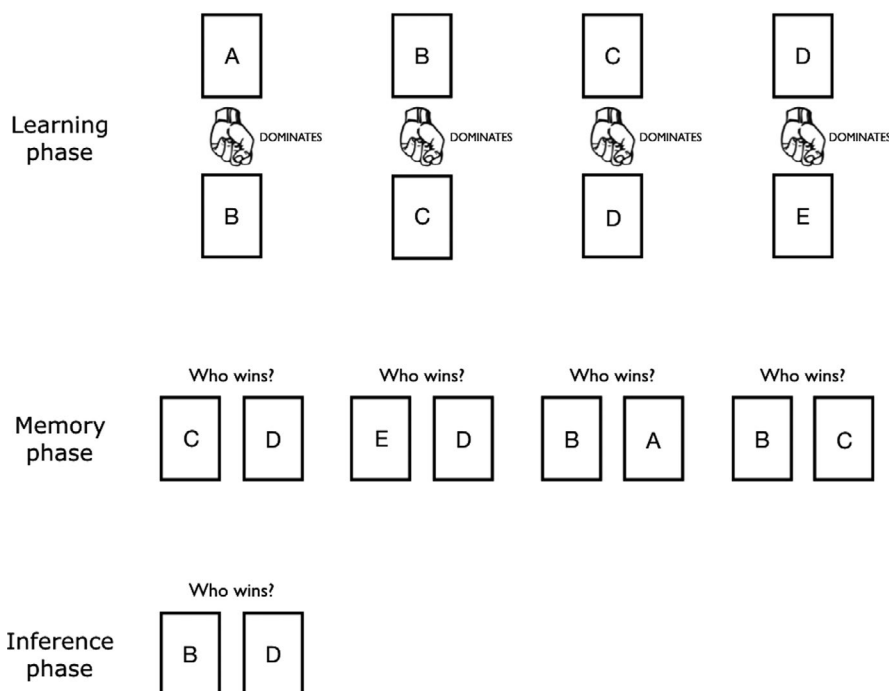 A
B
C
D
Learning
phase
DOMINATES
DOMINATES
DOMINATES
DOMINATES
B
C
D
E
Who wins?
Who wins?
Who wins?
Who wins?
Memory
phase
C D
E D
B A
B C
Who wins?
Inference
phase
B D